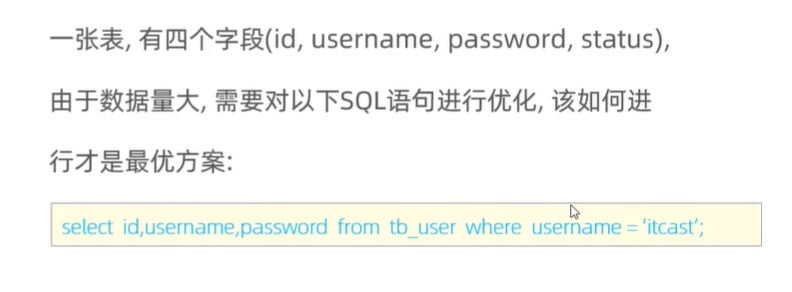 一张表, 有四个字段(id, username, password, status),
由于数据量大, 需要对以下SQL语句进行优化, 该如何进
行才是最优方案:
select id,username,password from tb_user where username = 'itcast';